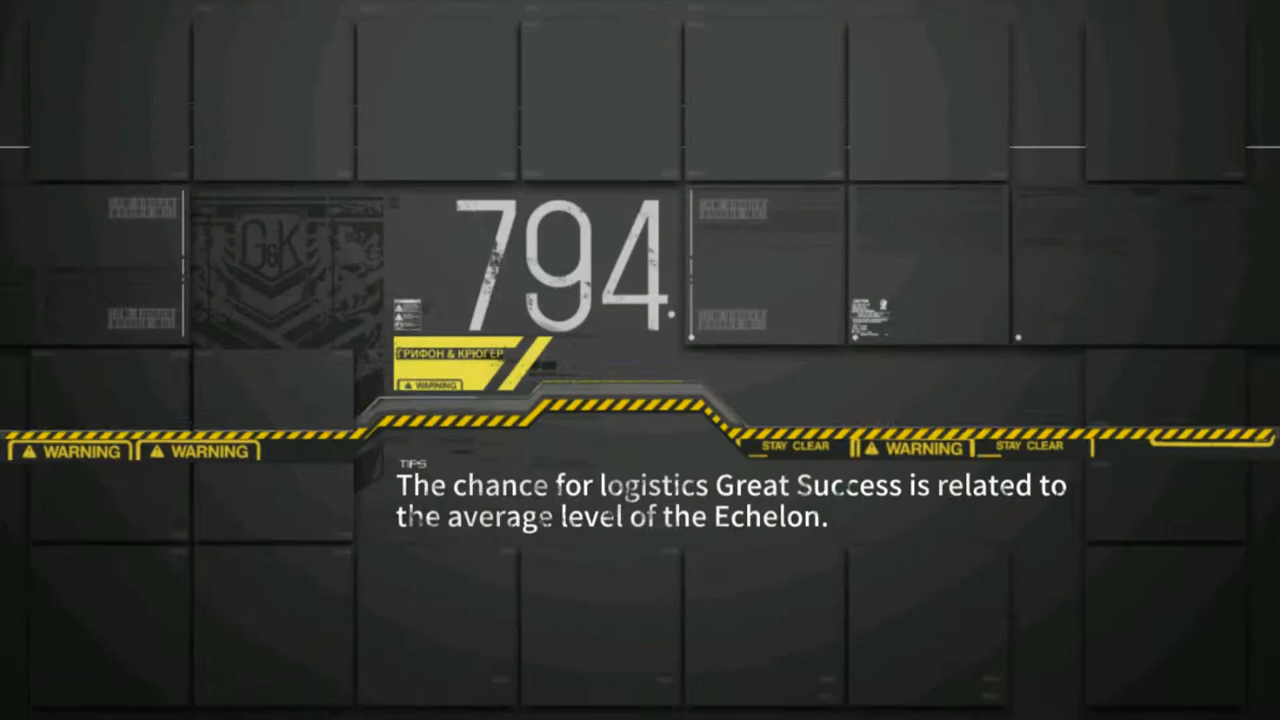 G&K
794.
ГРИФОН & КРЮГЕР
WARNING
WARNING
WARNING
STAY CLEAR
WARNING
STAY CLEAR
TIPS
The chance for logistics Great Success is related to
the average level of the Echelon.